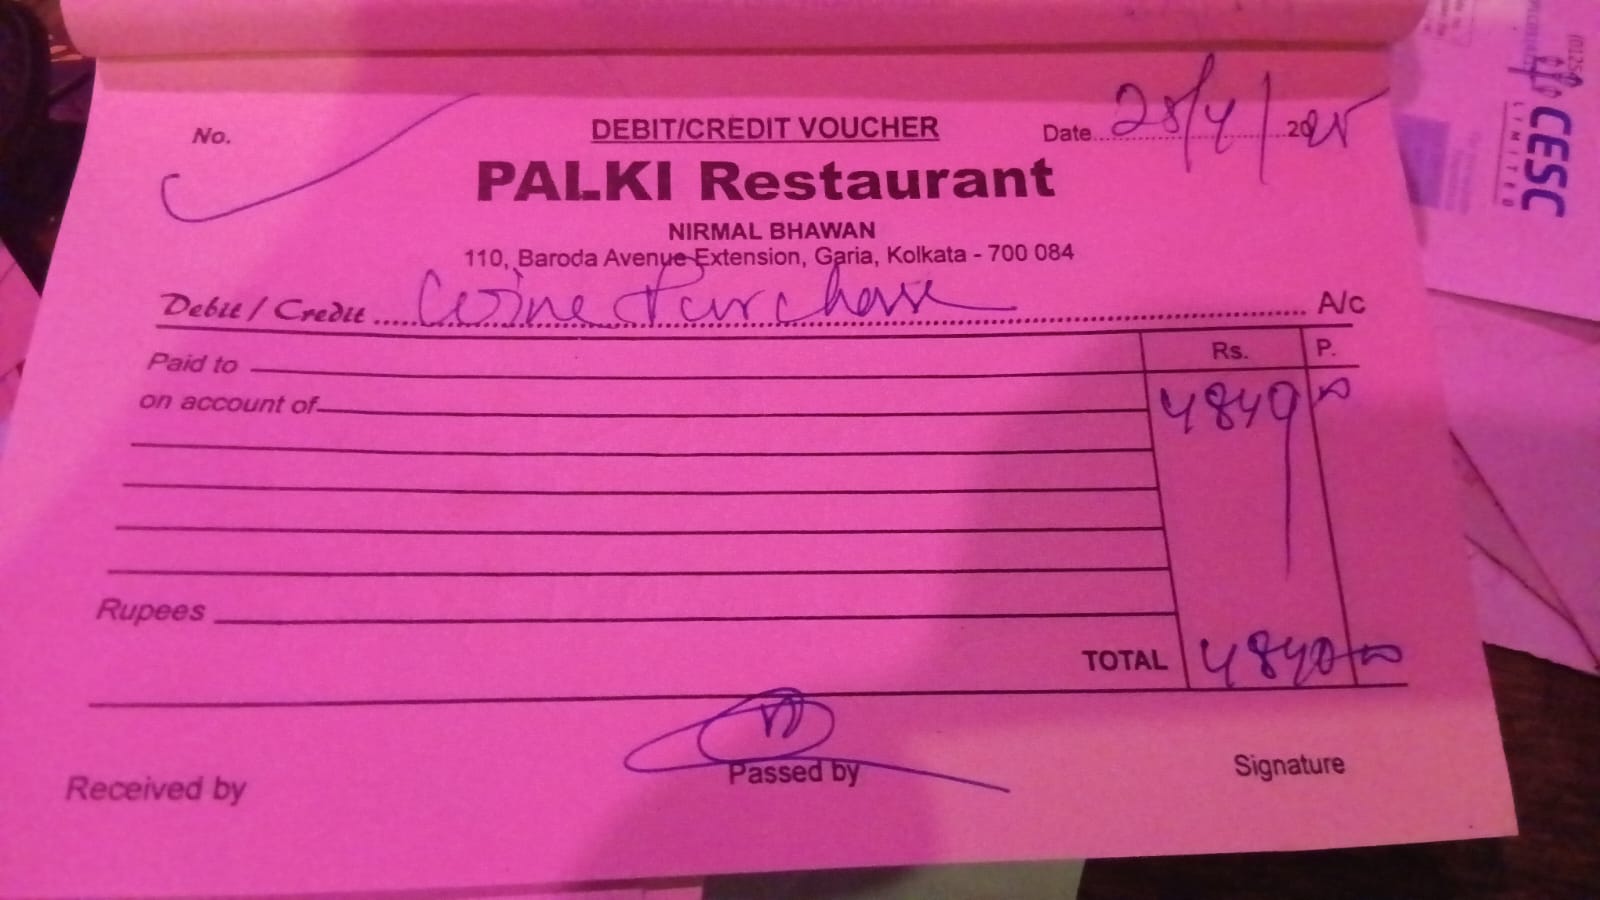 No.
DEBIT/CREDIT VOUCHER
Date 28/4/2025
PALKI Restaurant
NIRMAL BHAWAN
110, Baroda Avenue Extension, Garia, Kolkata - 700 084
Debit / Credit Wine Purchase A/c
Rs. P.
Paid to
on account of
4840 00
Rupees
TOTAL 4840 00
Passed by
Signature
Received by
CESC
LIMITED